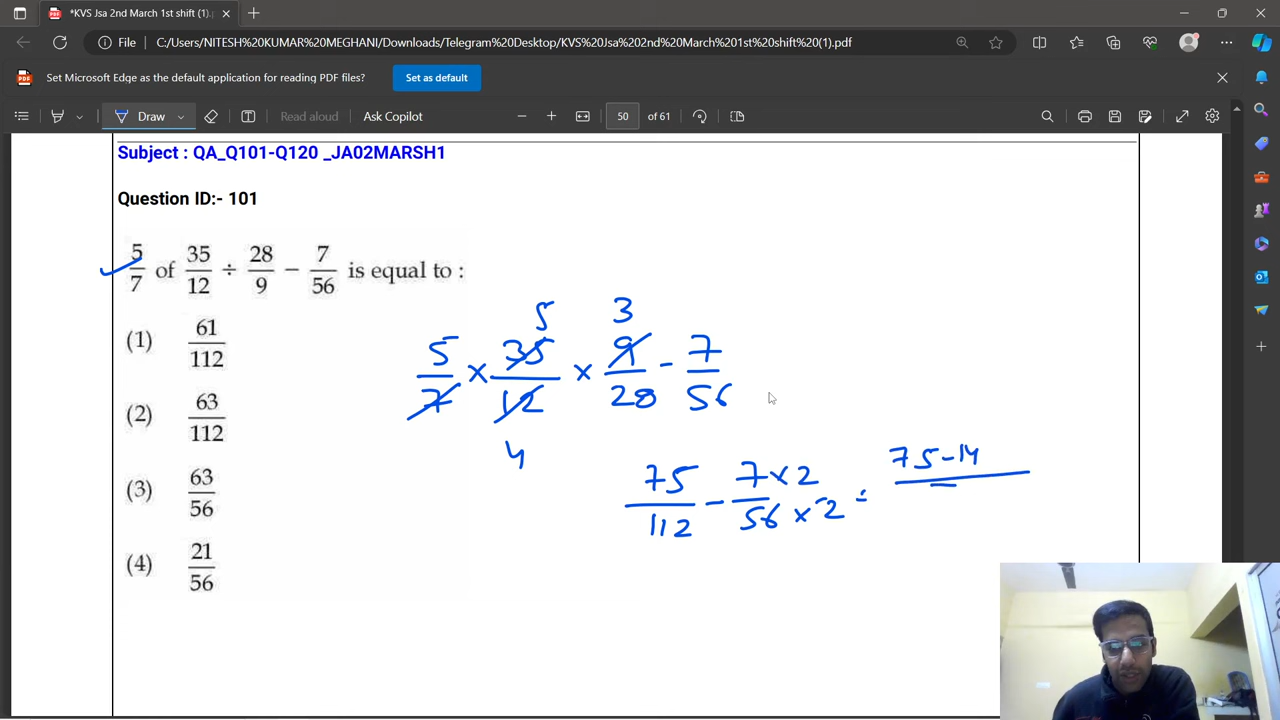 *KVS Jsa 2nd March 1st shift (1).p
File C:/Users/NITESH%20KUMAR%20MEGHANI/Downloads/Telegram%20Desktop/KVS%20Jsa%202nd%20March%201st%20shift%20(1).pdf
Set Microsoft Edge as the default application for reading PDF files? Set as default
Draw Read aloud Ask Copilot 50 of 61
Subject : QA_Q101-Q120 _JA02MARSH1
Question ID:- 101
5/7 of 35/12 ÷ 28/9 − 7/56 is equal to :
(1) 61/112
(2) 63/112
(3) 63/56
(4) 21/56
5 3
5/7 × 35/12 × 9/28 - 7/56
4
75/112 - 7×2/56×2 = 75-14